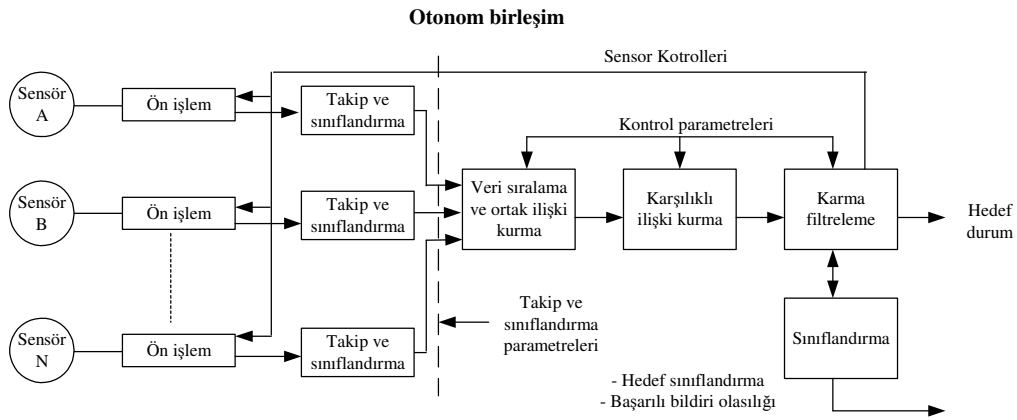 Otonom birleşim
Sensor Kotrolleri
Sensör
A
Ön işlem
Takip ve
sınıflandırma
Kontrol parametreleri
Sensör
B
Ön işlem
Takip ve
sınıflandırma
Veri sıralama
ve ortak ilişki
kurma
Karşılıklı
ilişki kurma
Karma
filtreleme
Hedef
durum
Sensör
N
Ön işlem
Takip ve
sınıflandırma
Takip ve
sınıflandırma
parametreleri
Sınıflandırma
- Hedef sınıflandırma
- Başarılı bildiri olasılığı